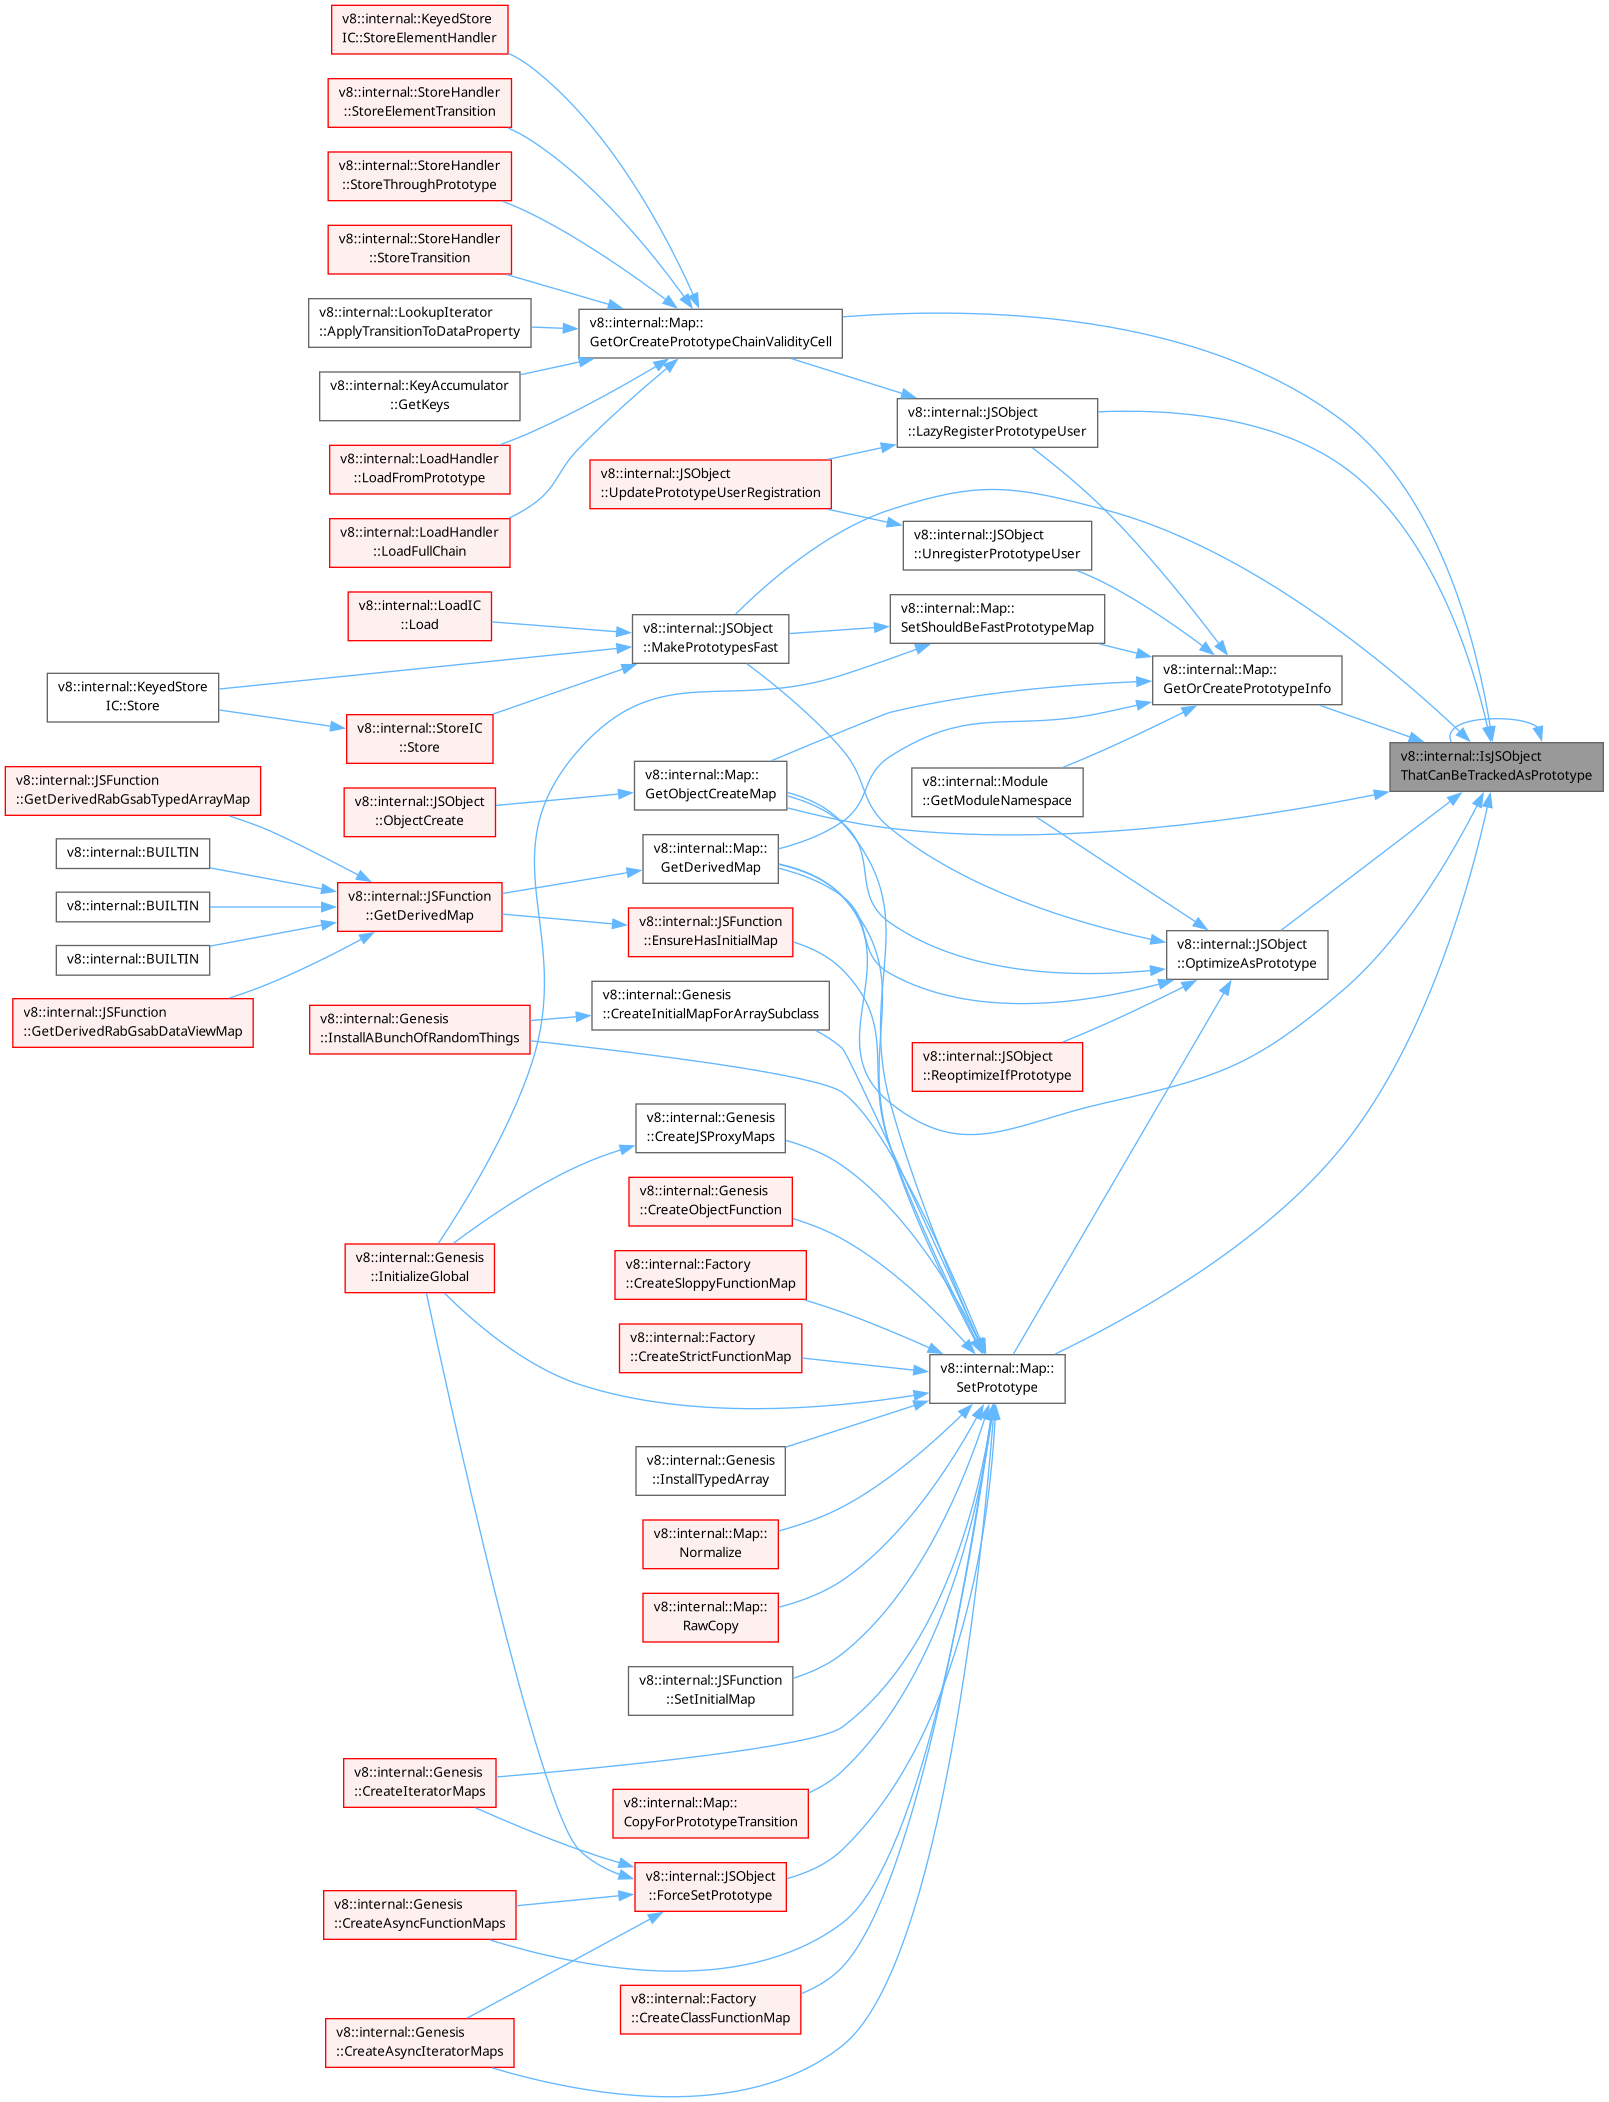 v8::internal::KeyedStore
IC::StoreElementHandler
v8::internal::StoreHandler
::StoreElementTransition
v8::internal::StoreHandler
::StoreThroughPrototype
v8::internal::StoreHandler
::StoreTransition
v8::internal::LookupIterator
::ApplyTransitionToDataProperty
v8::internal::Map::
GetOrCreatePrototypeChainValidityCell
v8::internal::KeyAccumulator
::GetKeys
v8::internal::JSObject
::LazyRegisterPrototypeUser
v8::internal::LoadHandler
::LoadFromPrototype
v8::internal::JSObject
::UpdatePrototypeUserRegistration
v8::internal::LoadHandler
::LoadFullChain
v8::internal::JSObject
::UnregisterPrototypeUser
v8::internal::LoadIC
::Load
v8::internal::JSObject
::MakePrototypesFast
v8::internal::Map::
SetShouldBeFastPrototypeMap
v8::internal::Map::
GetOrCreatePrototypeInfo
v8::internal::KeyedStore
IC::Store
v8::internal::StoreIC
::Store
v8::internal::IsJSObject
ThatCanBeTrackedAsPrototype
v8::internal::JSFunction
::GetDerivedRabGsabTypedArrayMap
v8::internal::JSObject
::ObjectCreate
v8::internal::Map::
GetObjectCreateMap
v8::internal::Module
::GetModuleNamespace
v8::internal::BUILTIN
v8::internal::Map::
GetDerivedMap
v8::internal::BUILTIN
v8::internal::JSFunction
::GetDerivedMap
v8::internal::JSFunction
::EnsureHasInitialMap
v8::internal::BUILTIN
v8::internal::JSObject
::OptimizeAsPrototype
v8::internal::JSFunction
::GetDerivedRabGsabDataViewMap
v8::internal::Genesis
::InstallABunchOfRandomThings
v8::internal::Genesis
::CreateInitialMapForArraySubclass
v8::internal::JSObject
::ReoptimizeIfPrototype
v8::internal::Genesis
::CreateJSProxyMaps
v8::internal::Genesis
::CreateObjectFunction
v8::internal::Genesis
::InitializeGlobal
v8::internal::Factory
::CreateSloppyFunctionMap
v8::internal::Factory
::CreateStrictFunctionMap
v8::internal::Map::
SetPrototype
v8::internal::Genesis
::InstallTypedArray
v8::internal::Map::
Normalize
v8::internal::Map::
RawCopy
v8::internal::JSFunction
::SetInitialMap
v8::internal::Genesis
::CreateIteratorMaps
v8::internal::Map::
CopyForPrototypeTransition
v8::internal::JSObject
::ForceSetPrototype
v8::internal::Genesis
::CreateAsyncFunctionMaps
v8::internal::Factory
::CreateClassFunctionMap
v8::internal::Genesis
::CreateAsyncIteratorMaps